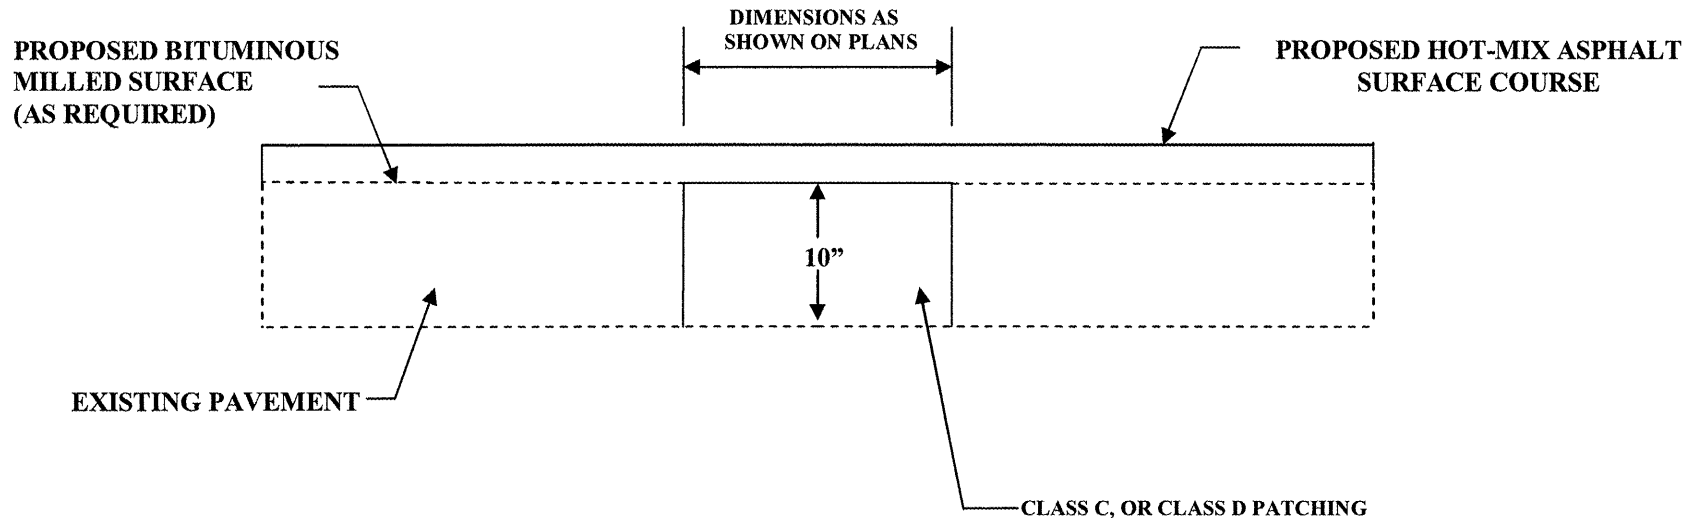 DIMENSIONS AS
SHOWN ON PLANS
PROPOSED BITUMINOUS
MILLED SURFACE
(AS REQUIRED)
PROPOSED HOT-MIX ASPHALT
SURFACE COURSE
10”
EXISTING PAVEMENT
CLASS C, OR CLASS D PATCHING